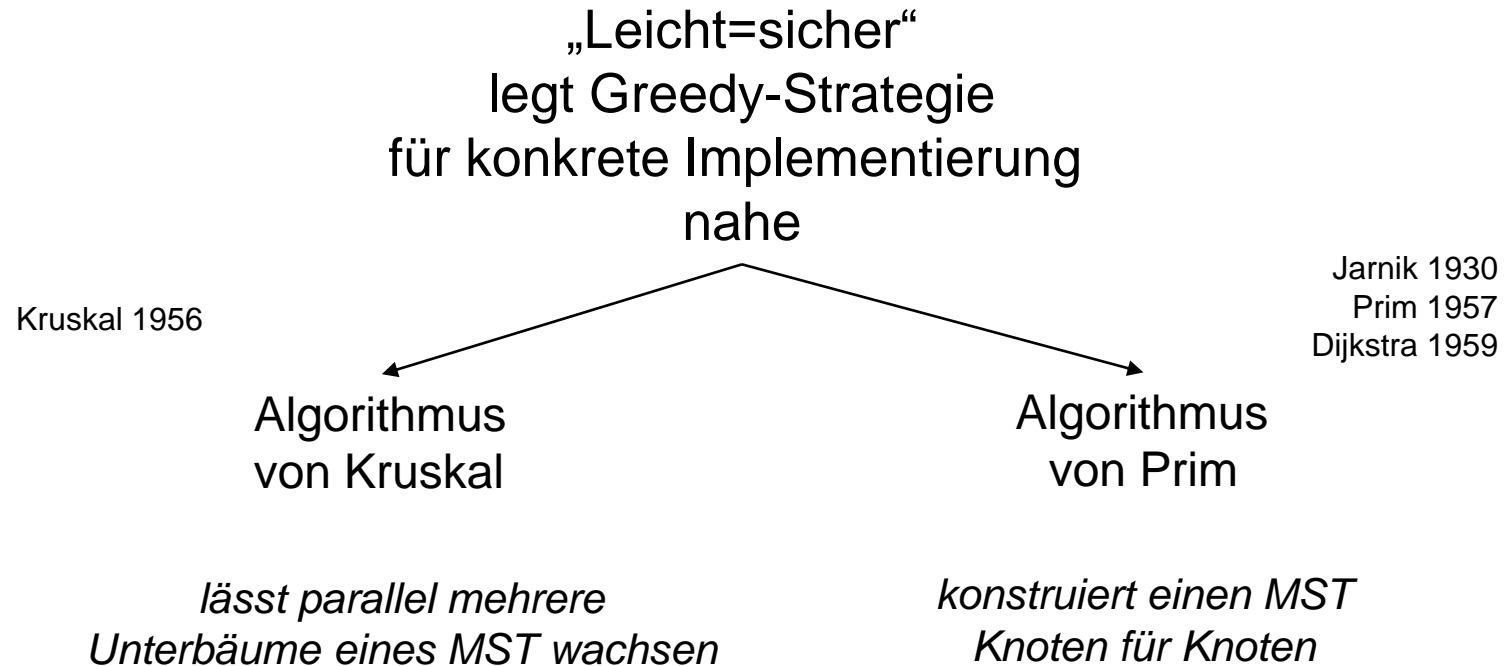 „Leicht=sicher“
legt Greedy-Strategie
für konkrete Implementierung
nahe
Kruskal 1956
Jarnik 1930
Prim 1957
Dijkstra 1959
Algorithmus
von Kruskal
Algorithmus
von Prim
lässt parallel mehrere
Unterbäume eines MST wachsen
konstruiert einen MST
Knoten für Knoten